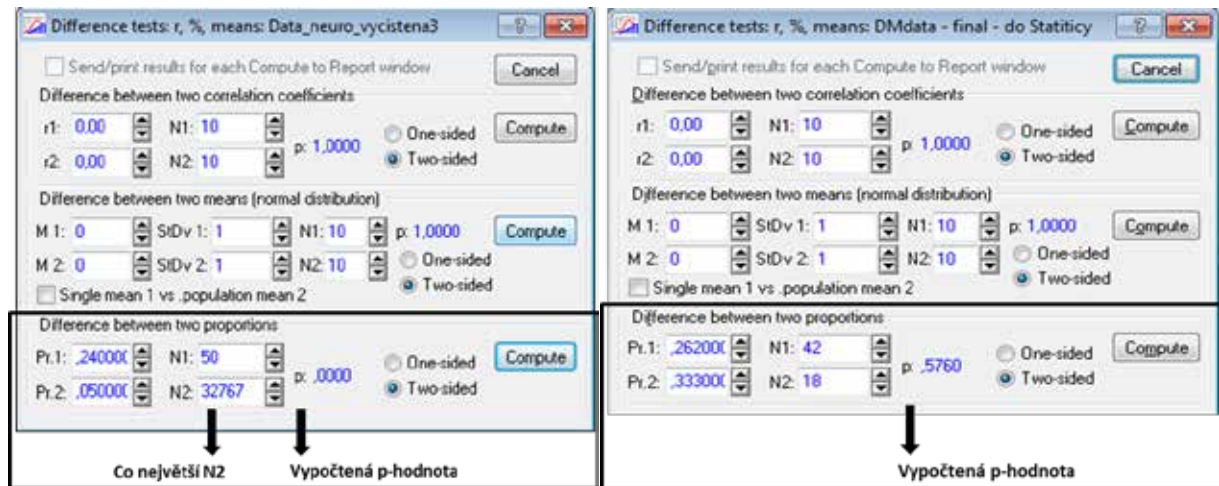 Difference tests: r, %, means: Data_neuro_vycistena3
Send/print results for each Compute to Report window
Cancel
Difference between two correlation coefficients
r1: 0,00 N1: 10
r2: 0,00 N2: 10
p: 1,0000
One-sided
Two-sided
Compute
Difference between two means (normal distribution)
M 1: 0 StDv 1: 1 N1: 10 p: 1,0000
M 2: 0 StDv 2: 1 N2: 10
One-sided
Two-sided
Compute
Single mean 1 vs .population mean 2
Difference between two proportions
Pr.1: ,24000( N1: 50
Pr.2: ,05000( N2: 32767
p: ,0000
One-sided
Two-sided
Compute
Co největší N2
Vypočtená p-hodnota
Difference tests: r, %, means: DMdata - final - do Statiticy
Send/print results for each Compute to Report window
Cancel
Difference between two correlation coefficients
r1: 0,00 N1: 10
r2: 0,00 N2: 10
p: 1,0000
One-sided
Two-sided
Compute
Difference between two means (normal distribution)
M 1: 0 StDv 1: 1 N1: 10 p: 1,0000
M 2: 0 StDv 2: 1 N2: 10
One-sided
Two-sided
Compute
Single mean 1 vs .population mean 2
Difference between two proportions
Pr.1: ,26200( N1: 42
Pr.2: ,33300( N2: 18
p: ,5760
One-sided
Two-sided
Compute
Vypočtená p-hodnota